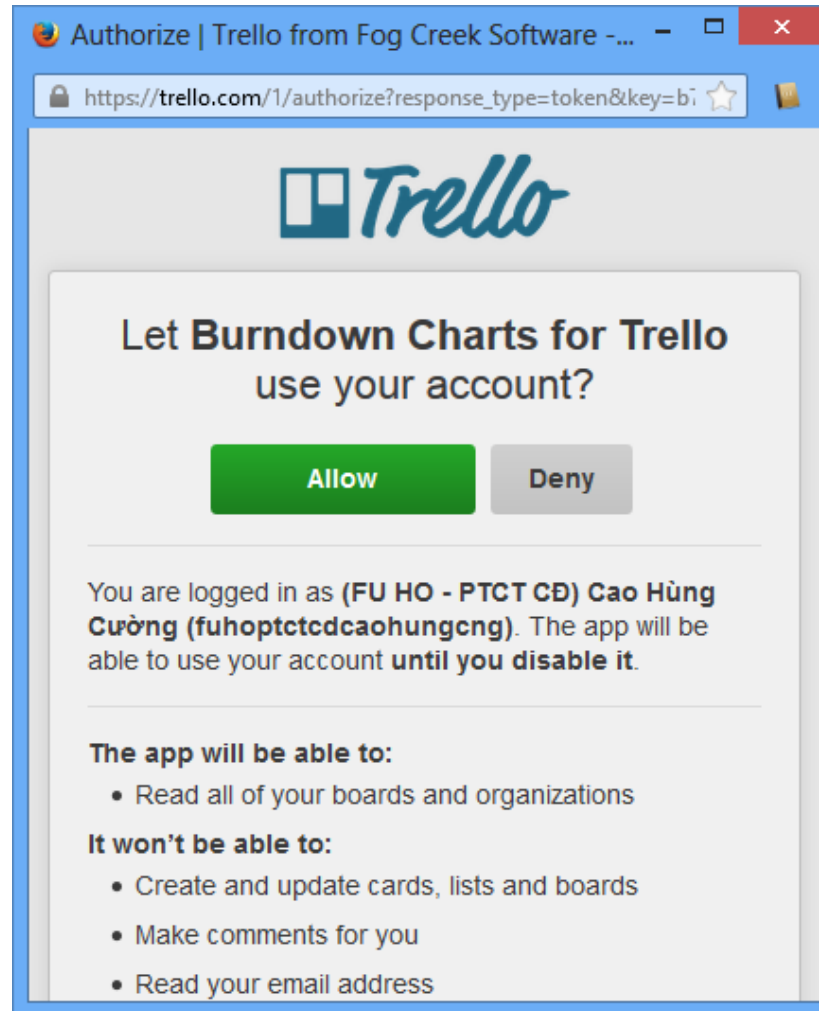 Authorize | Trello from Fog Creek Software -...
https://trello.com/1/authorize?response_type=token&key=b7
Trello
Let Burndown Charts for Trello
use your account?
Allow Deny
You are logged in as (FU HO - PTCT CĐ) Cao Hùng
Cường (fuhoptctcdcaohungcng). The app will be
able to use your account until you disable it.
The app will be able to:
• Read all of your boards and organizations
It won't be able to:
• Create and update cards, lists and boards
• Make comments for you
• Read your email address